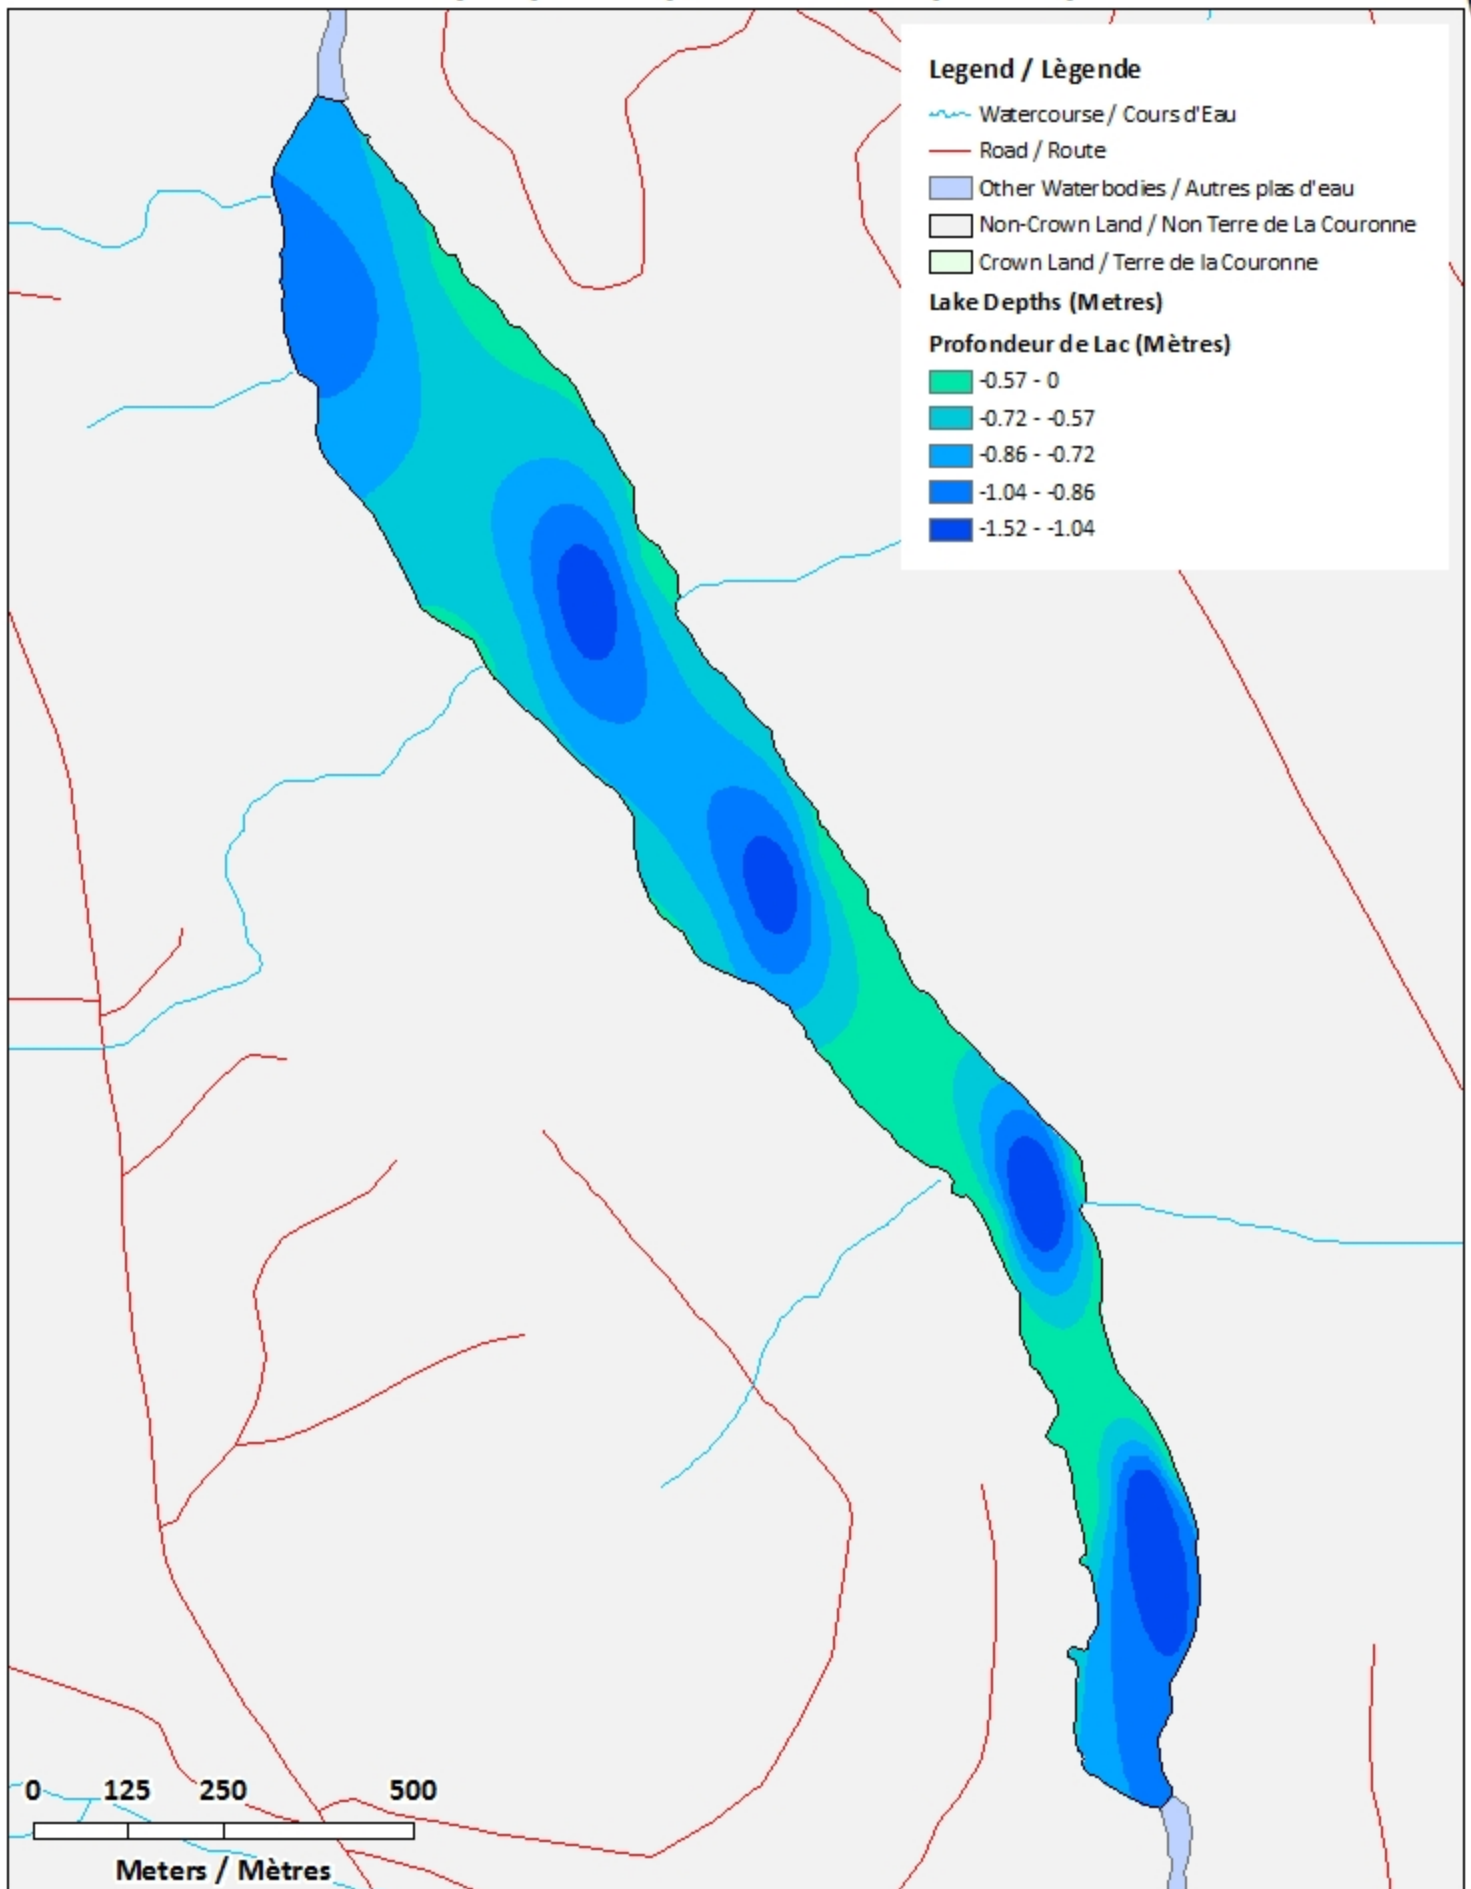 Legend / Lègende
Watercourse / Cours d'Eau
Road / Route
Other Waterbodies / Autres plas d'eau
Non-Crown Land / Non Terre de La Couronne
Crown Land / Terre de la Couronne
Lake Depths (Metres)
Profondeur de Lac (Mètres)
-0.57 - 0
-0.72 - -0.57
-0.86 - -0.72
-1.04 - -0.86
-1.52 - -1.04
0 125 250 500
Meters / Mètres